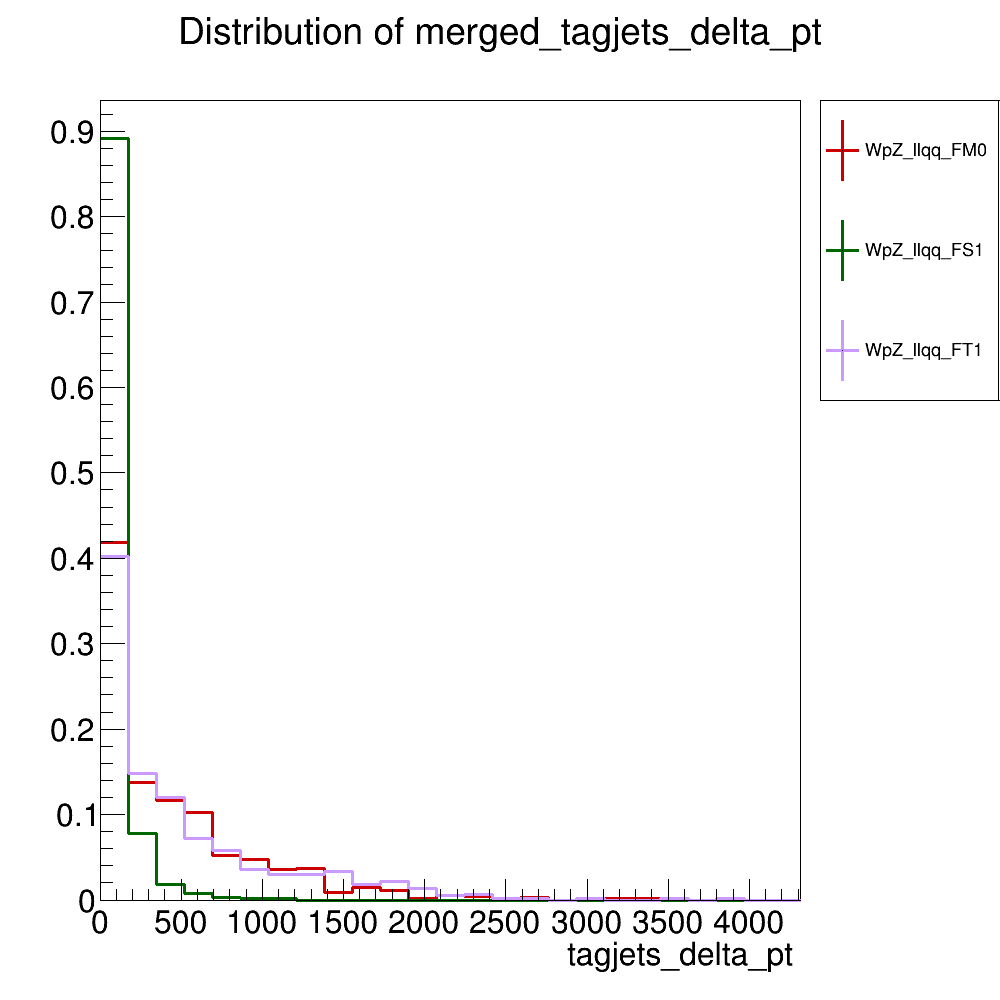 Distribution of merged_tagjets_delta_pt
0.9
0.8
0.7
0.6
0.5
0.4
0.3
0.2
0.1
0
0 500 1000 1500 2000 2500 3000 3500 4000
tagjets_delta_pt
WpZ_llqq_FM0
WpZ_llqq_FS1
WpZ_llqq_FT1